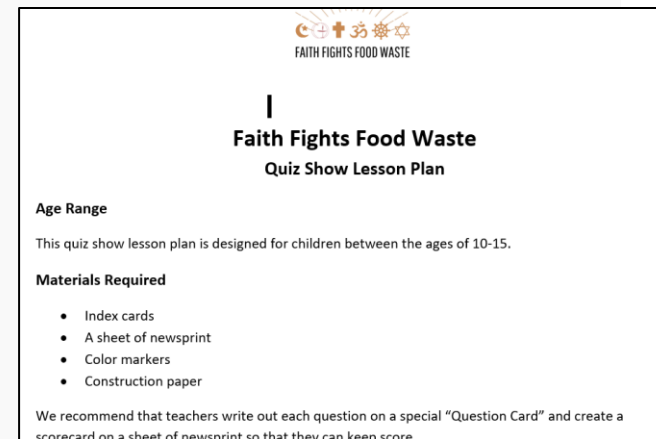 FAITH FIGHTS FOOD WASTE
Faith Fights Food Waste
Quiz Show Lesson Plan
Age Range
This quiz show lesson plan is designed for children between the ages of 10-15.
Materials Required
• Index cards
• A sheet of newsprint
• Color markers
• Construction paper
We recommend that teachers write out each question on a special “Question Card” and create a
scorecard on a sheet of newsprint so that they can keep score.